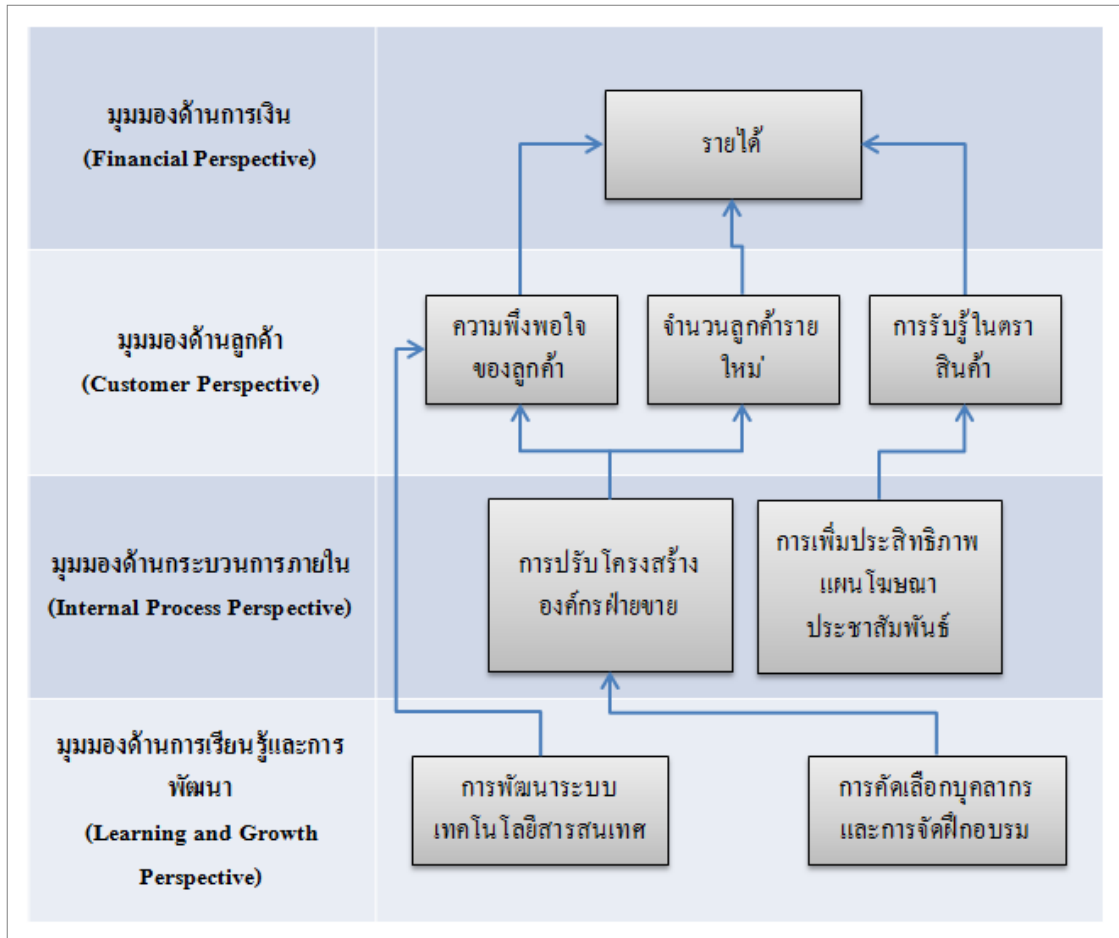 มุมมองด้านการเงิน
(Financial Perspective)
รายได้
มุมมองด้านลูกค้า
(Customer Perspective)
ความพึงพอใจ
ของลูกค้า
จำนวนลูกค้าราย
ใหม่
การรับรู้ในตรา
สินค้า
มุมมองด้านกระบวนการภายใน
(Internal Process Perspective)
การปรับโครงสร้าง
องค์กรฝ่ายขาย
การเพิ่มประสิทธิภาพ
แผนโฆษณา
ประชาสัมพันธ์
มุมมองด้านการเรียนรู้และการ
พัฒนา
(Learning and Growth
Perspective)
การพัฒนาระบบ
เทคโนโลยีสารสนเทศ
การคัดเลือกบุคลากร
และการจัดฝึกอบรม